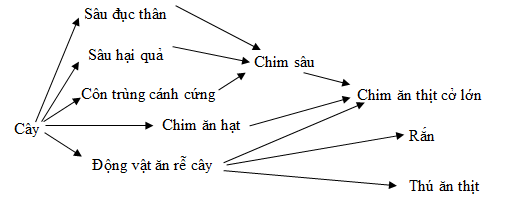 Sâu đục thân
Sâu hại quả
Chim sâu
Côn trùng cánh cứng
Chim ăn thịt cở lớn
Cây
Chim ăn hạt
Rắn
Động vật ăn rễ cây
Thú ăn thịt